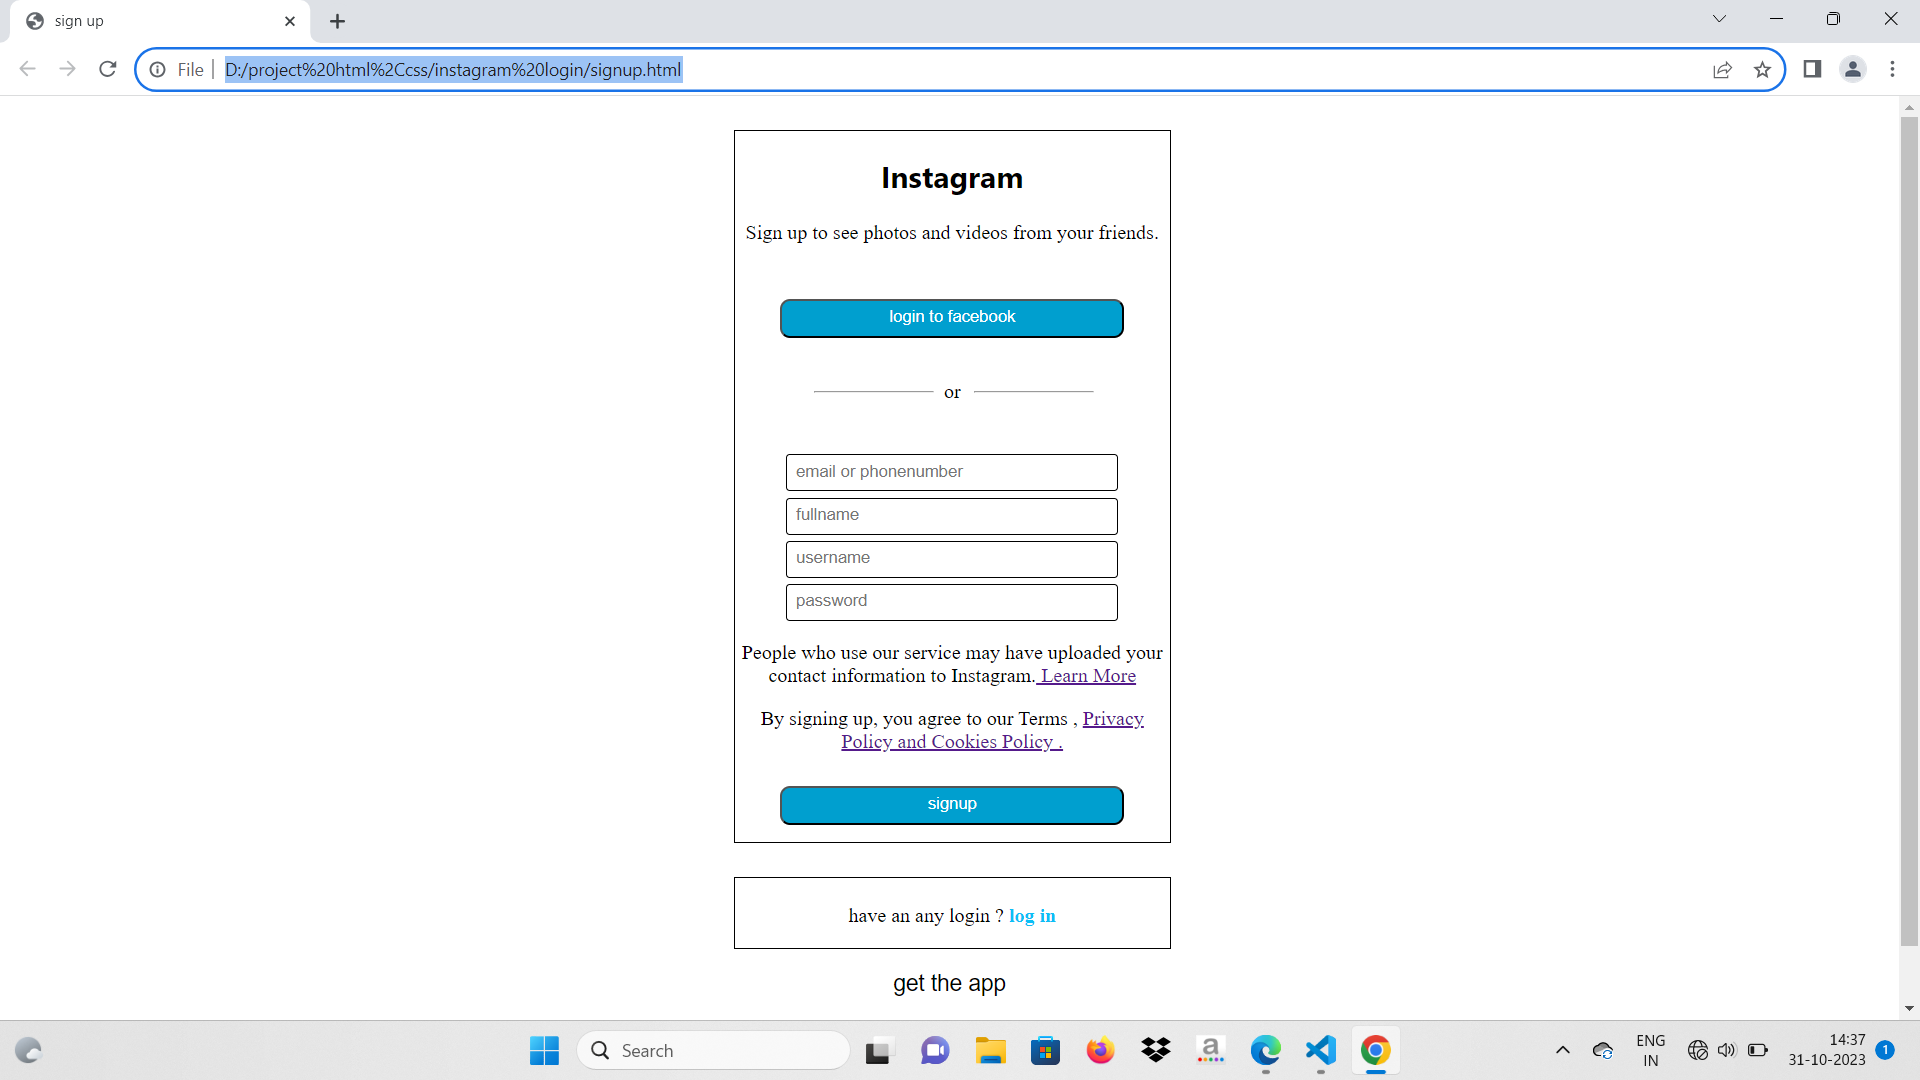 sign up
File
D:/project%20html%2Ccss/instagram%20login/signup.html
Instagram
Sign up to see photos and videos from your friends.
login to facebook
or
email or phonenumber
fullname
username
password
People who use our service may have uploaded your
contact information to Instagram. Learn More
By signing up, you agree to our Terms , Privacy
Policy and Cookies Policy .
signup
have an any login ? log in
get the app
Search
a
ENG
IN
14:37
31-10-2023
1